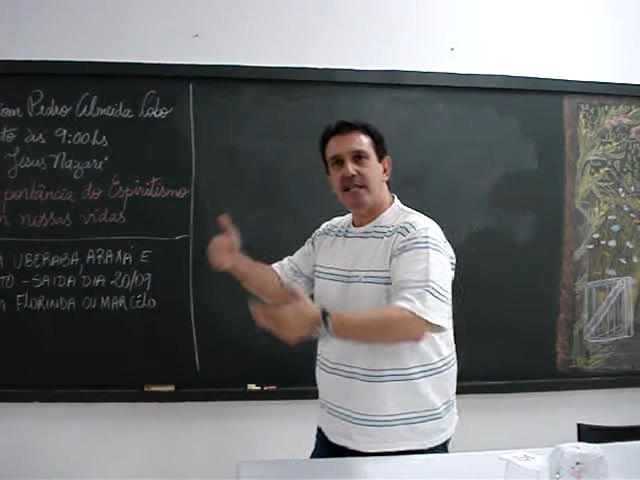 om Pedro Almeida Lobo
to às 9:00hs
"Jesus Nazaré"
portância do Espiritismo
m nossas vidas
UBERABA, ARAXÁ E
TO - SAÍDA DIA 20/09
M FLORINDA OU MARCELO